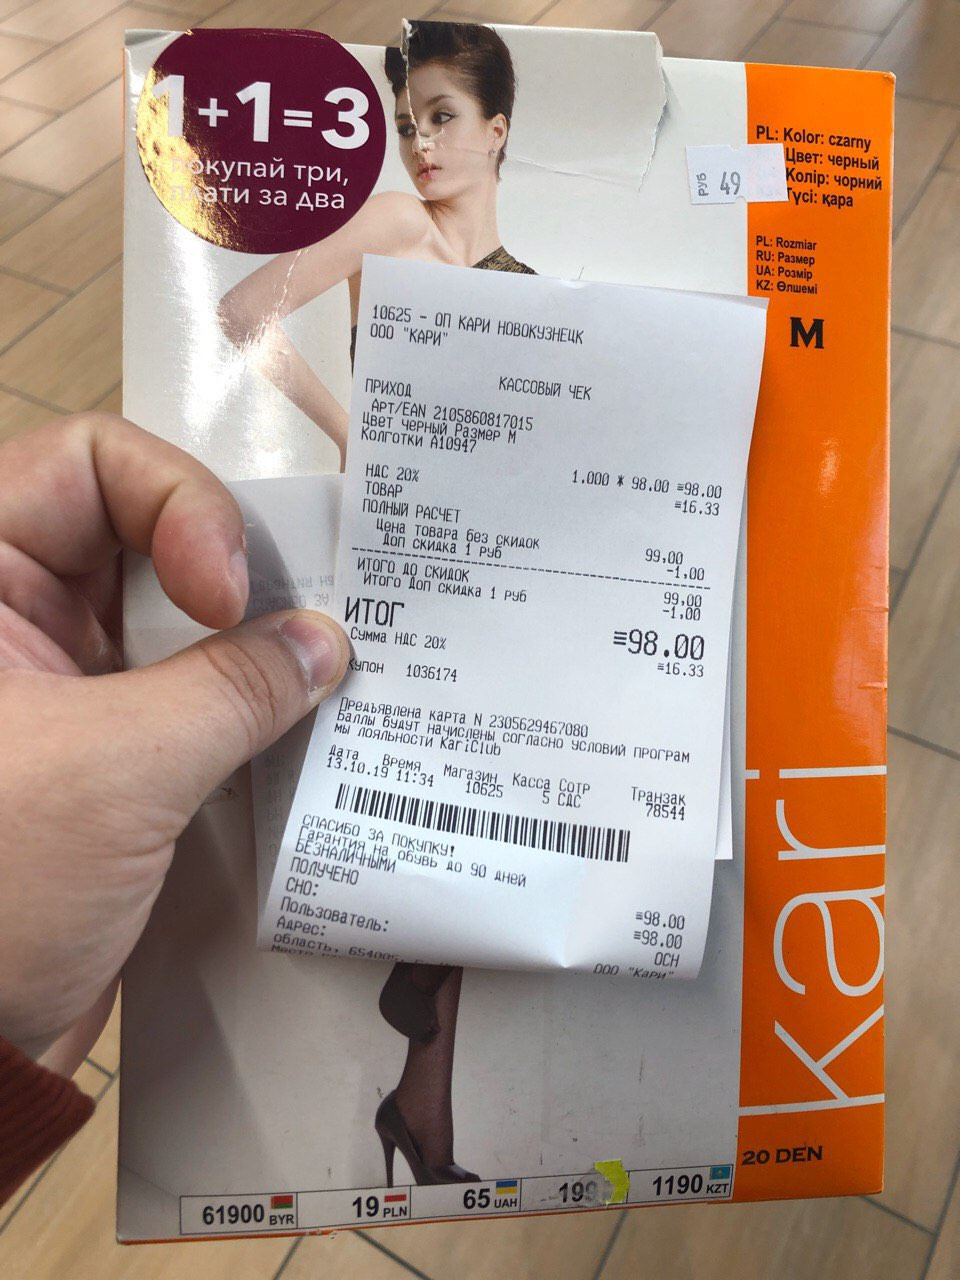 1+1=3
покупай три,
плати за два
РУБ 49
PL: Kolor: czarny
Цвет: черный
Колір: чорний
Түсі: қара
PL: Rozmiar
RU: Размер
UA: Розмір
KZ: Өлшемі
M
10625 - ОП КАРИ НОВОКУЗНЕЦК
ООО "КАРИ"
КАССОВЫЙ ЧЕК
ПРИХОД
Арт/EAN 2105860817015
Цвет черный Размер M
Колготки A10947
1.000 * 98.00 ≡98.00
НДС 20% ≡16.33
ТОВАР
ПОЛНЫЙ РАСЧЕТ
Цена товара без скидок 99,00
Доп скидка 1 руб -1,00
ИТОГО ДО СКИДОК 99,00
Итого Доп скидка 1 руб -1,00
ИТОГ ≡98.00
Сумма НДС 20% ≡16.33
Купон 1036174
Предъявлена карта N 2305629467080
Баллы будут начислены согласно условий програм
мы лояльности KariClub
Дата Время Магазин Касса Сотр Транзак
13.10.19 11:34 10625 5 СДС 78544
СПАСИБО ЗА ПОКУПКУ!
Гарантия на обувь до 90 дней
БЕЗНАЛИЧНЫМИ ≡98.00
ПОЛУЧЕНО ≡98.00
СНО: ОСН
Пользователь: ООО "КАРИ"
Адрес:
область, 654005,
kari
20 DEN
61900 BYR
19 PLN
65 UAH
199
1190 KZT